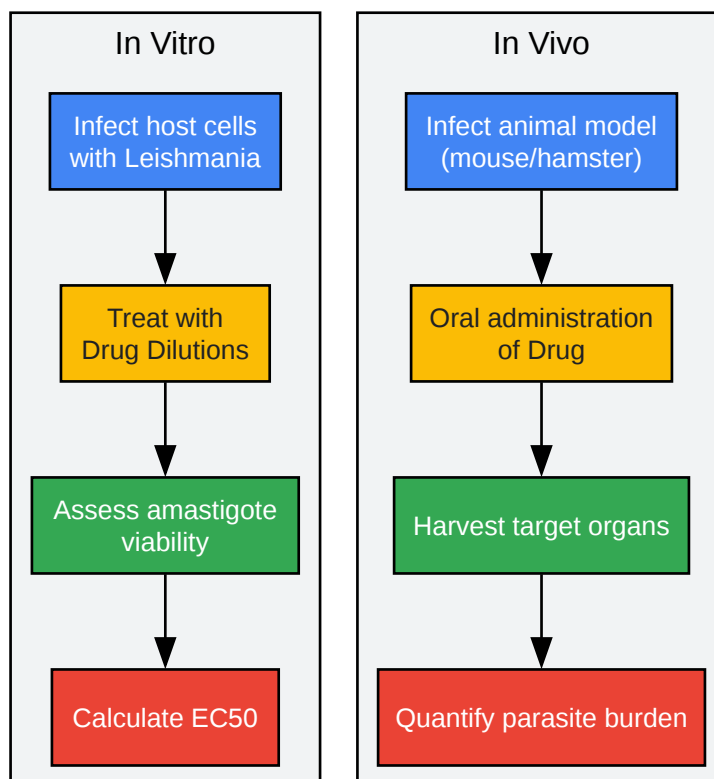 In Vitro
Infect host cells
with Leishmania
Treat with
Drug Dilutions
Assess amastigote
viability
Calculate EC50
In Vivo
Infect animal model
(mouse/hamster)
Oral administration
of Drug
Harvest target organs
Quantify parasite burden